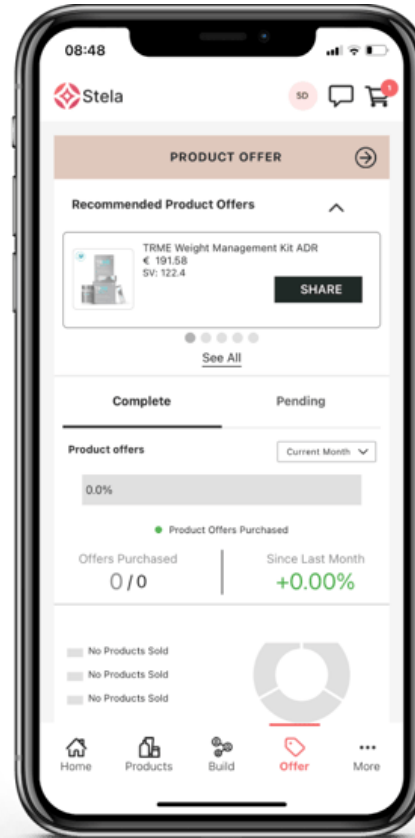 08:48
Stela
SD
1
PRODUCT OFFER
Recommended Product Offers
TRME Weight Management Kit ADR
€ 191.58
SV: 122.4
SHARE
See All
Complete
Pending
Product offers
Current Month
0.0%
Product Offers Purchased
Offers Purchased
Since Last Month
0 / 0
+0.00%
No Products Sold
No Products Sold
No Products Sold
Home
Products
Build
Offer
More